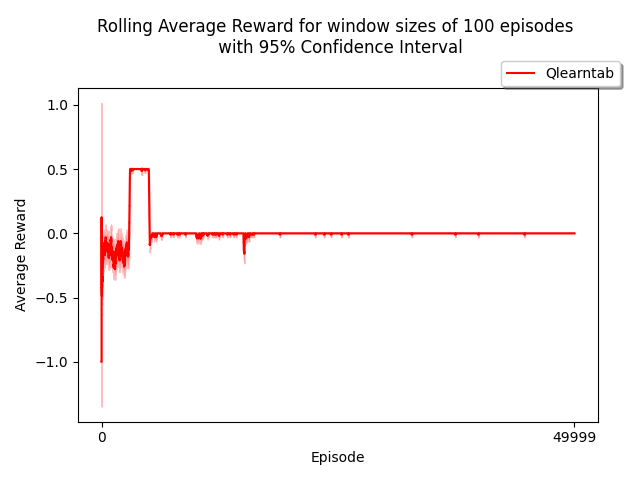 Rolling Average Reward for window sizes of 100 episodes
with 95% Confidence Interval
Qlearntab
1.0
0.5
0.0
−0.5
−1.0
Average Reward
0
49999
Episode